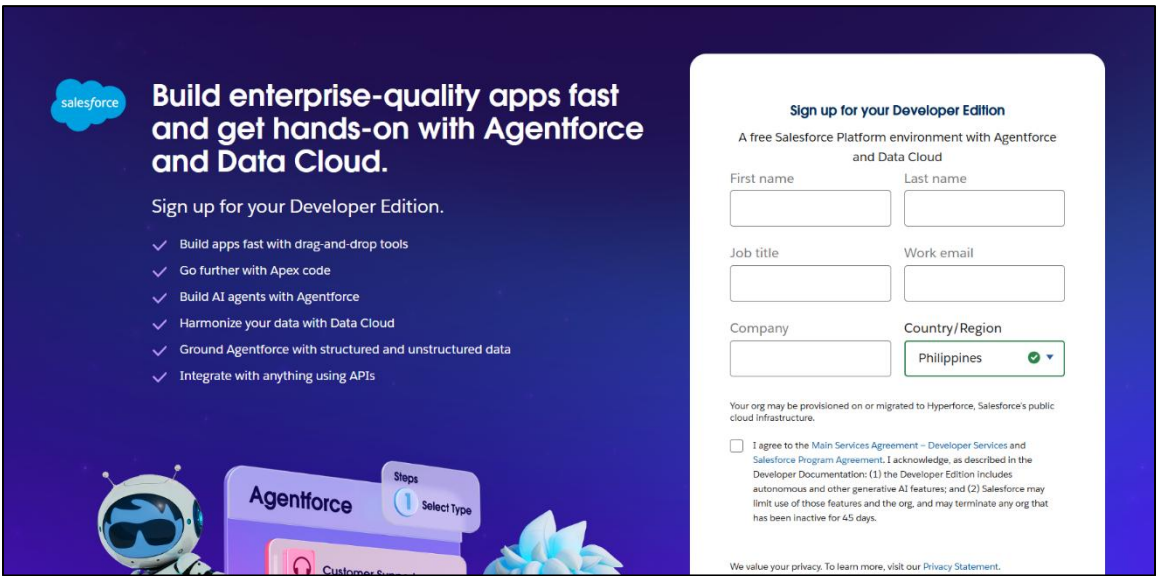 salesforce
Build enterprise-quality apps fast
and get hands-on with Agentforce
and Data Cloud.
Sign up for your Developer Edition.
Build apps fast with drag-and-drop tools
Go further with Apex code
Build AI agents with Agentforce
Harmonize your data with Data Cloud
Ground Agentforce with structured and unstructured data
Integrate with anything using APIs
Agentforce
Steps
1 Select Type
Customer
Sign up for your Developer Edition
A free Salesforce Platform environment with Agentforce
and Data Cloud
First name Last name
Job title Work email
Company Country/Region
Philippines
Your org may be provisioned on or migrated to Hyperforce, Salesforce's public
cloud infrastructure.
I agree to the Main Services Agreement – Developer Services and
Salesforce Program Agreement. I acknowledge, as described in the
Developer Documentation: (1) the Developer Edition includes
autonomous and other generative AI features; and (2) Salesforce may
limit use of those features and the org, and may terminate any org that
has been inactive for 45 days.
We value your privacy. To learn more, visit our Privacy Statement.